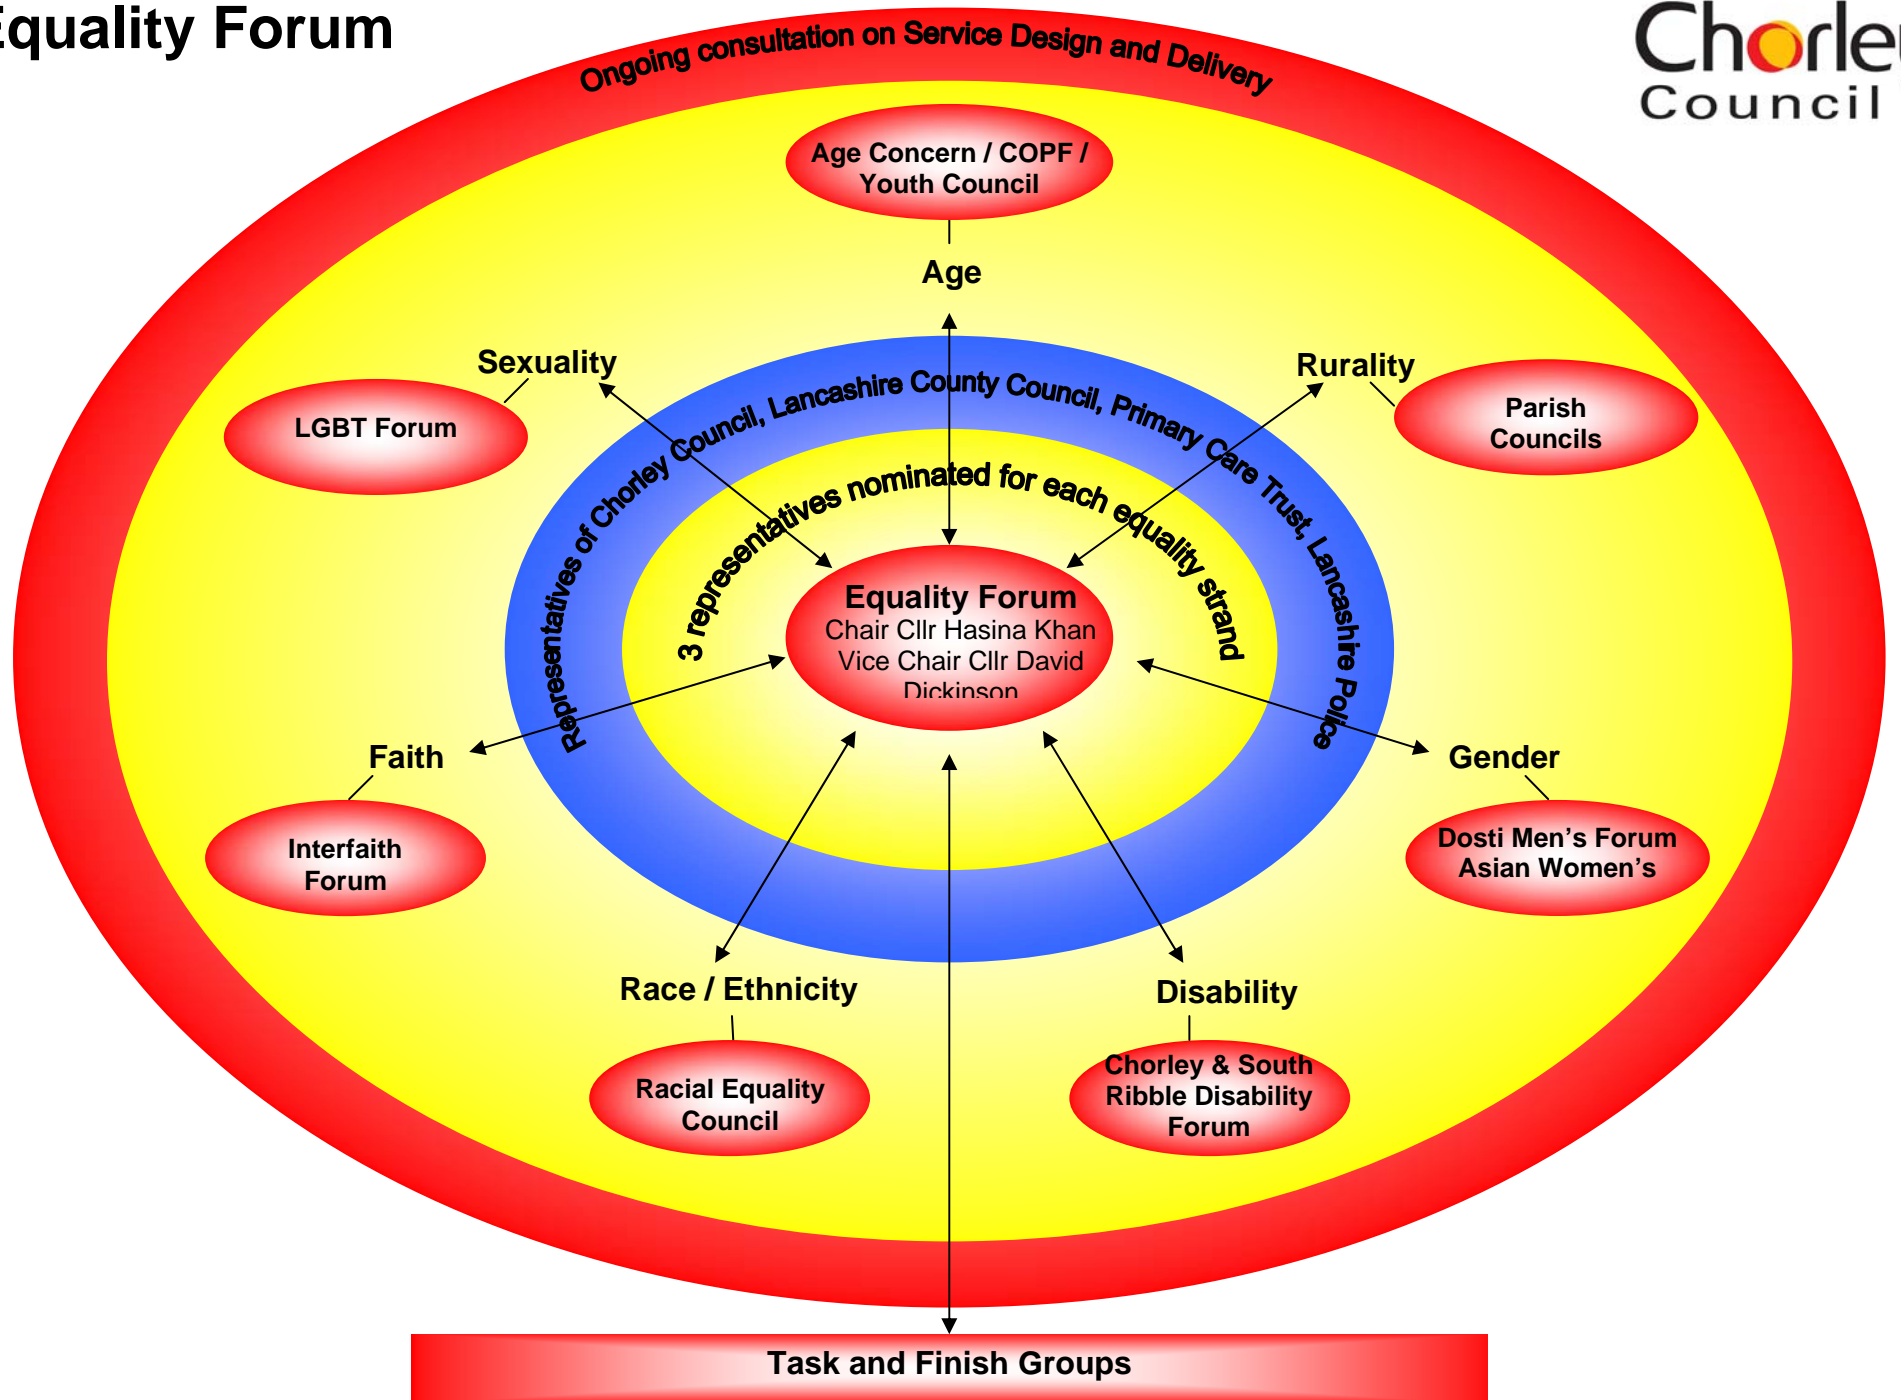 Equality Forum
Chorley
Council
Ongoing consultation on Service Design and Delivery
Age Concern / COPF /
Youth Council
Age
Sexuality
LGBT Forum
Rurality
Parish
Councils
Representatives of Chorley Council, Lancashire County Council, Primary Care Trust, Lancashire Police
3 representatives nominated for each equality strand
Equality Forum
Chair Cllr Hasina Khan
Vice Chair Cllr David
Dickinson
Faith
Interfaith
Forum
Gender
Dosti Men’s Forum
Asian Women’s
Race / Ethnicity
Racial Equality
Council
Disability
Chorley & South
Ribble Disability
Forum
Task and Finish Groups